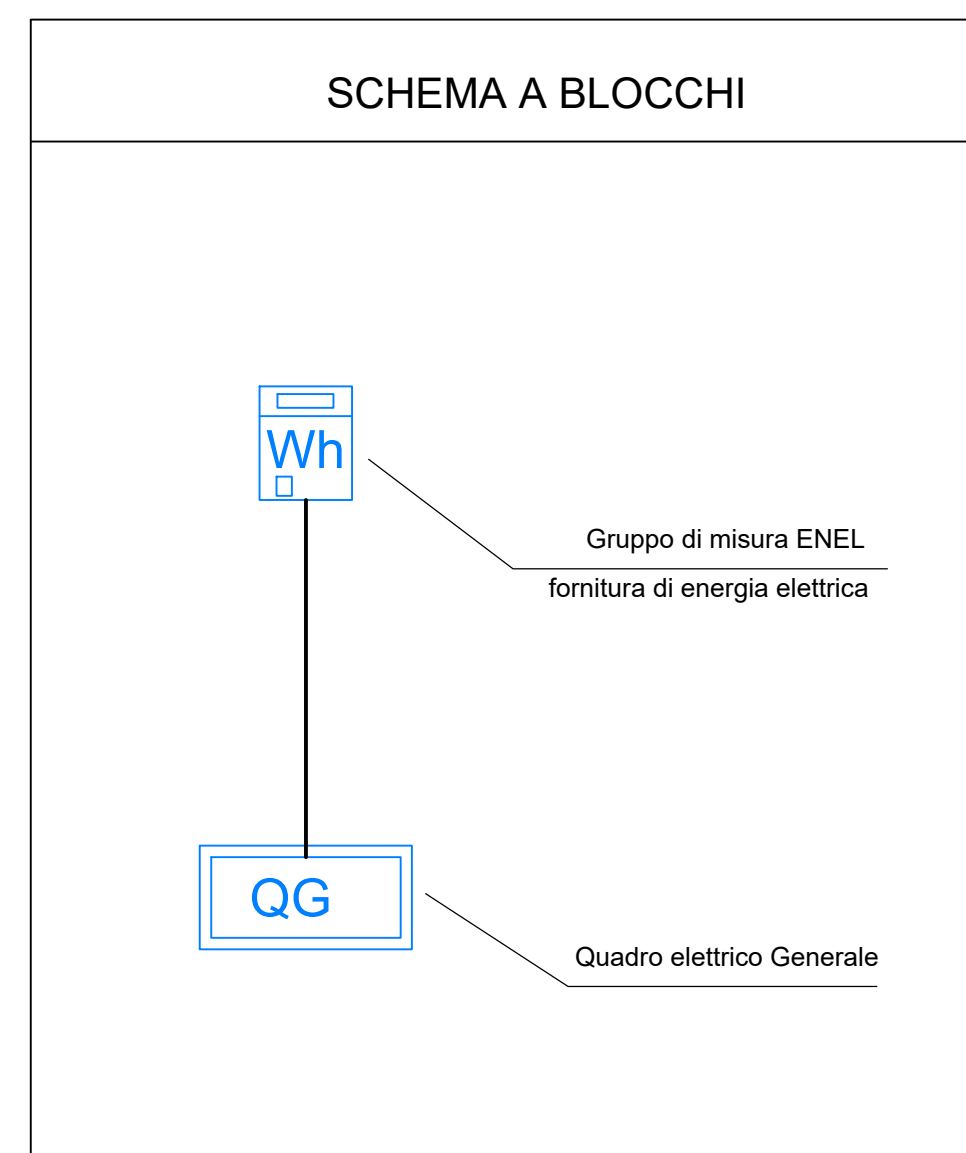 SCHEMA A BLOCCHI
Wh
Gruppo di misura ENEL
fornitura di energia elettrica
QG
Quadro elettrico Generale